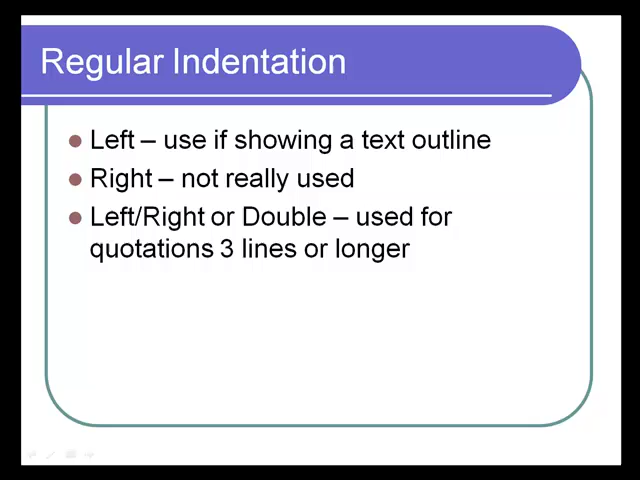 Regular Indentation
Left – use if showing a text outline
Right – not really used
Left/Right or Double – used for
quotations 3 lines or longer